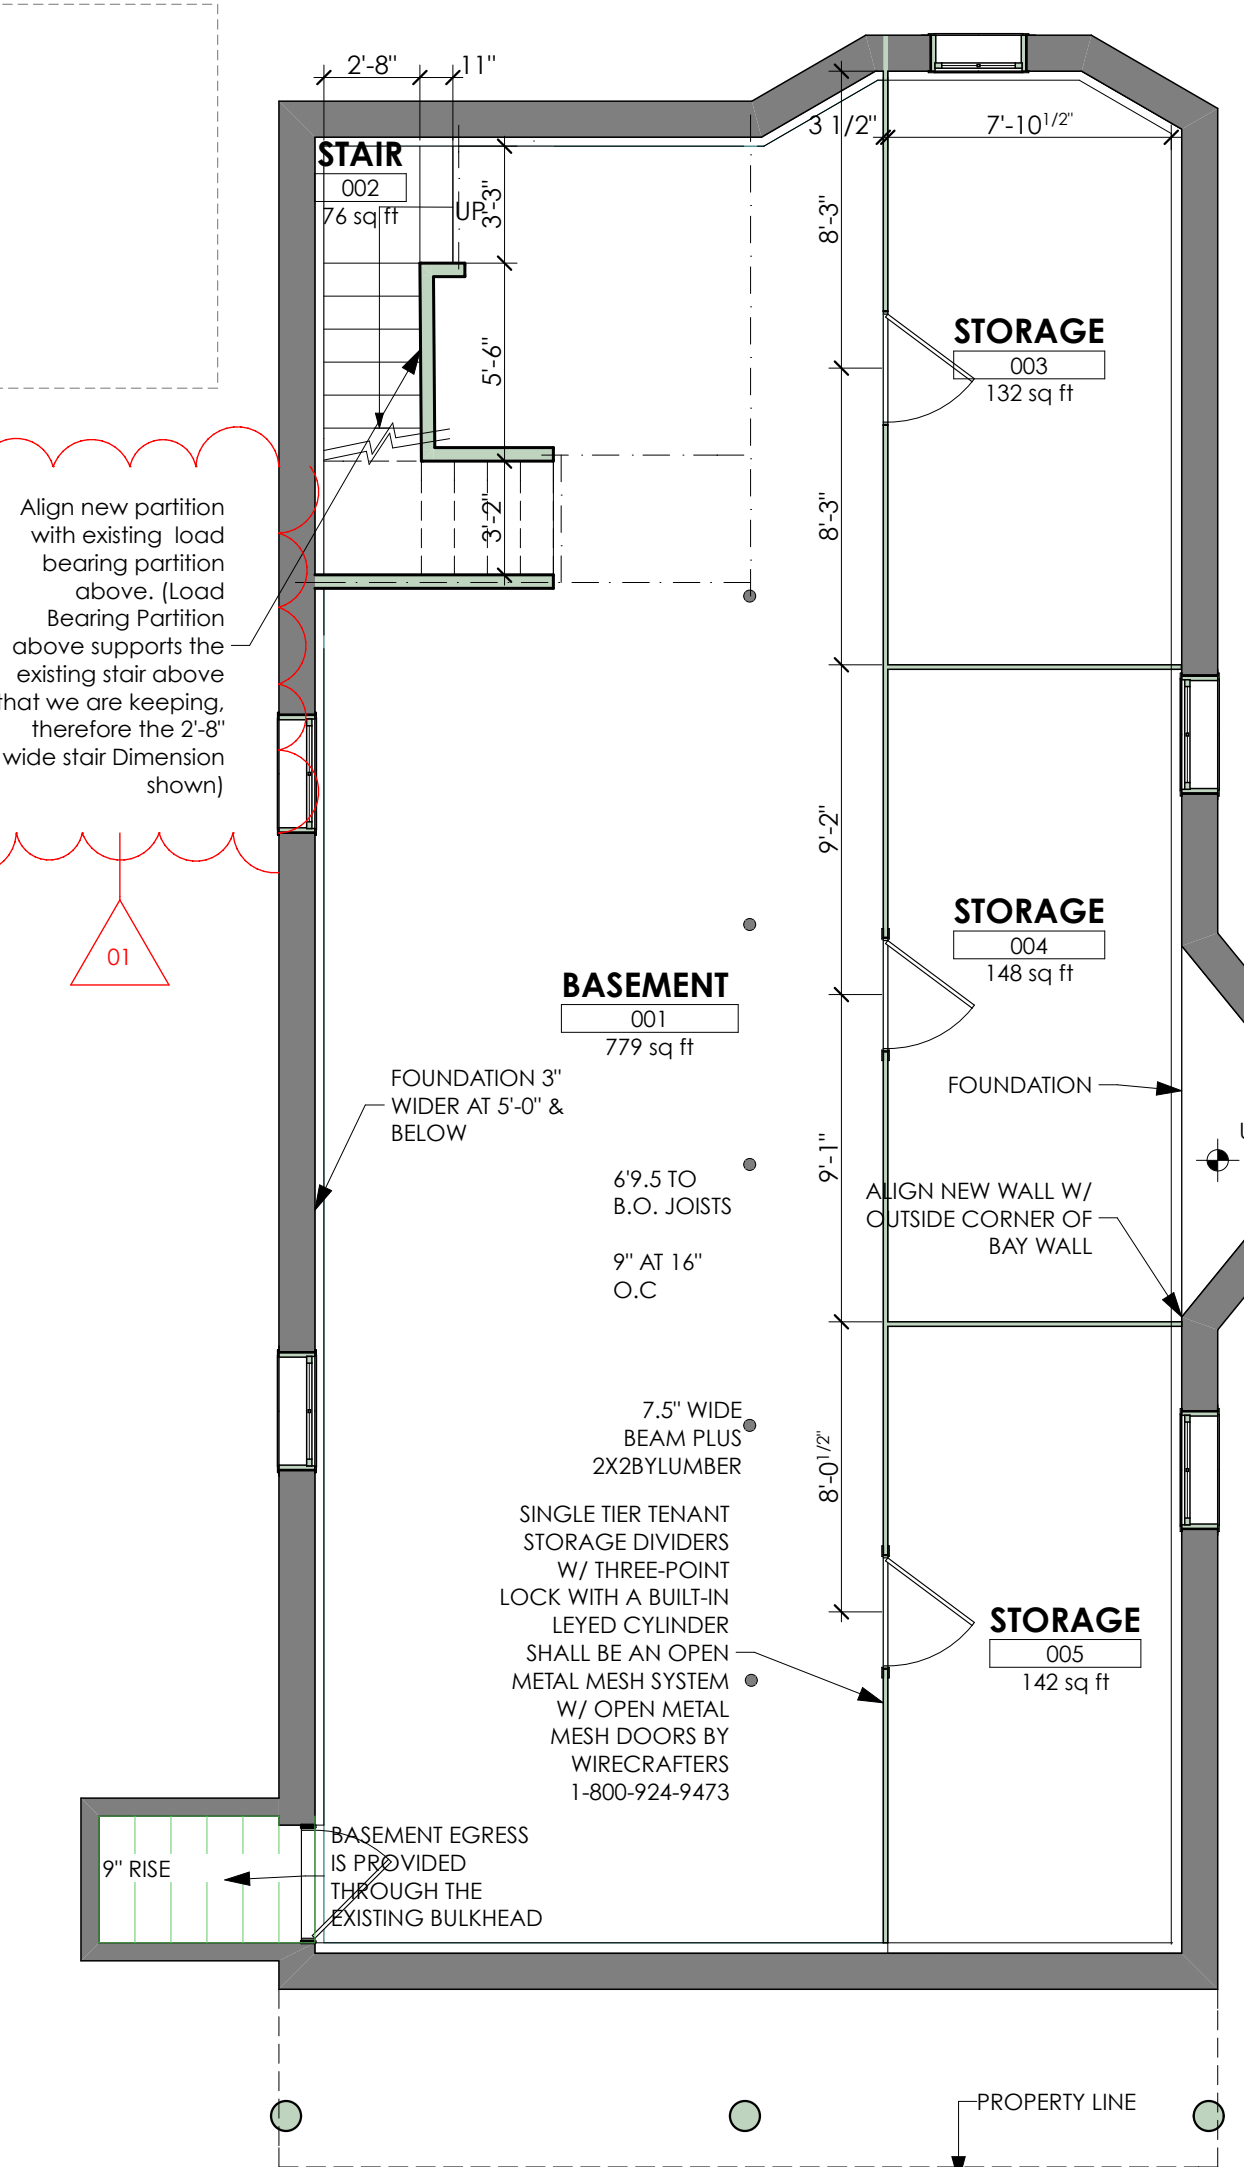 2'-8"
11"
3 1/2"
7'-10 1/2"
STAIR
002
76 sq ft
UP
3'-3"
8'-3"
5'-6"
STORAGE
003
132 sq ft
3'-2"
8'-3"
Align new partition
with existing load
bearing partition
above. (Load
Bearing Partition
above supports the
existing stair above
that we are keeping,
therefore the 2'-8"
wide stair Dimension
shown)
01
9'-2"
STORAGE
004
148 sq ft
BASEMENT
001
779 sq ft
FOUNDATION 3"
WIDER AT 5'-0" &
BELOW
FOUNDATION
9'-1"
6'9.5 TO
B.O. JOISTS
9" AT 16"
O.C
ALIGN NEW WALL W/
OUTSIDE CORNER OF
BAY WALL
7.5" WIDE
BEAM PLUS
2X2BYLUMBER
8'-0 1/2"
SINGLE TIER TENANT
STORAGE DIVIDERS
W/ THREE-POINT
LOCK WITH A BUILT-IN
LEYED CYLINDER
SHALL BE AN OPEN
METAL MESH SYSTEM
W/ OPEN METAL
MESH DOORS BY
WIRECRAFTERS
1-800-924-9473
STORAGE
005
142 sq ft
9" RISE
BASEMENT EGRESS
IS PROVIDED
THROUGH THE
EXISTING BULKHEAD
PROPERTY LINE